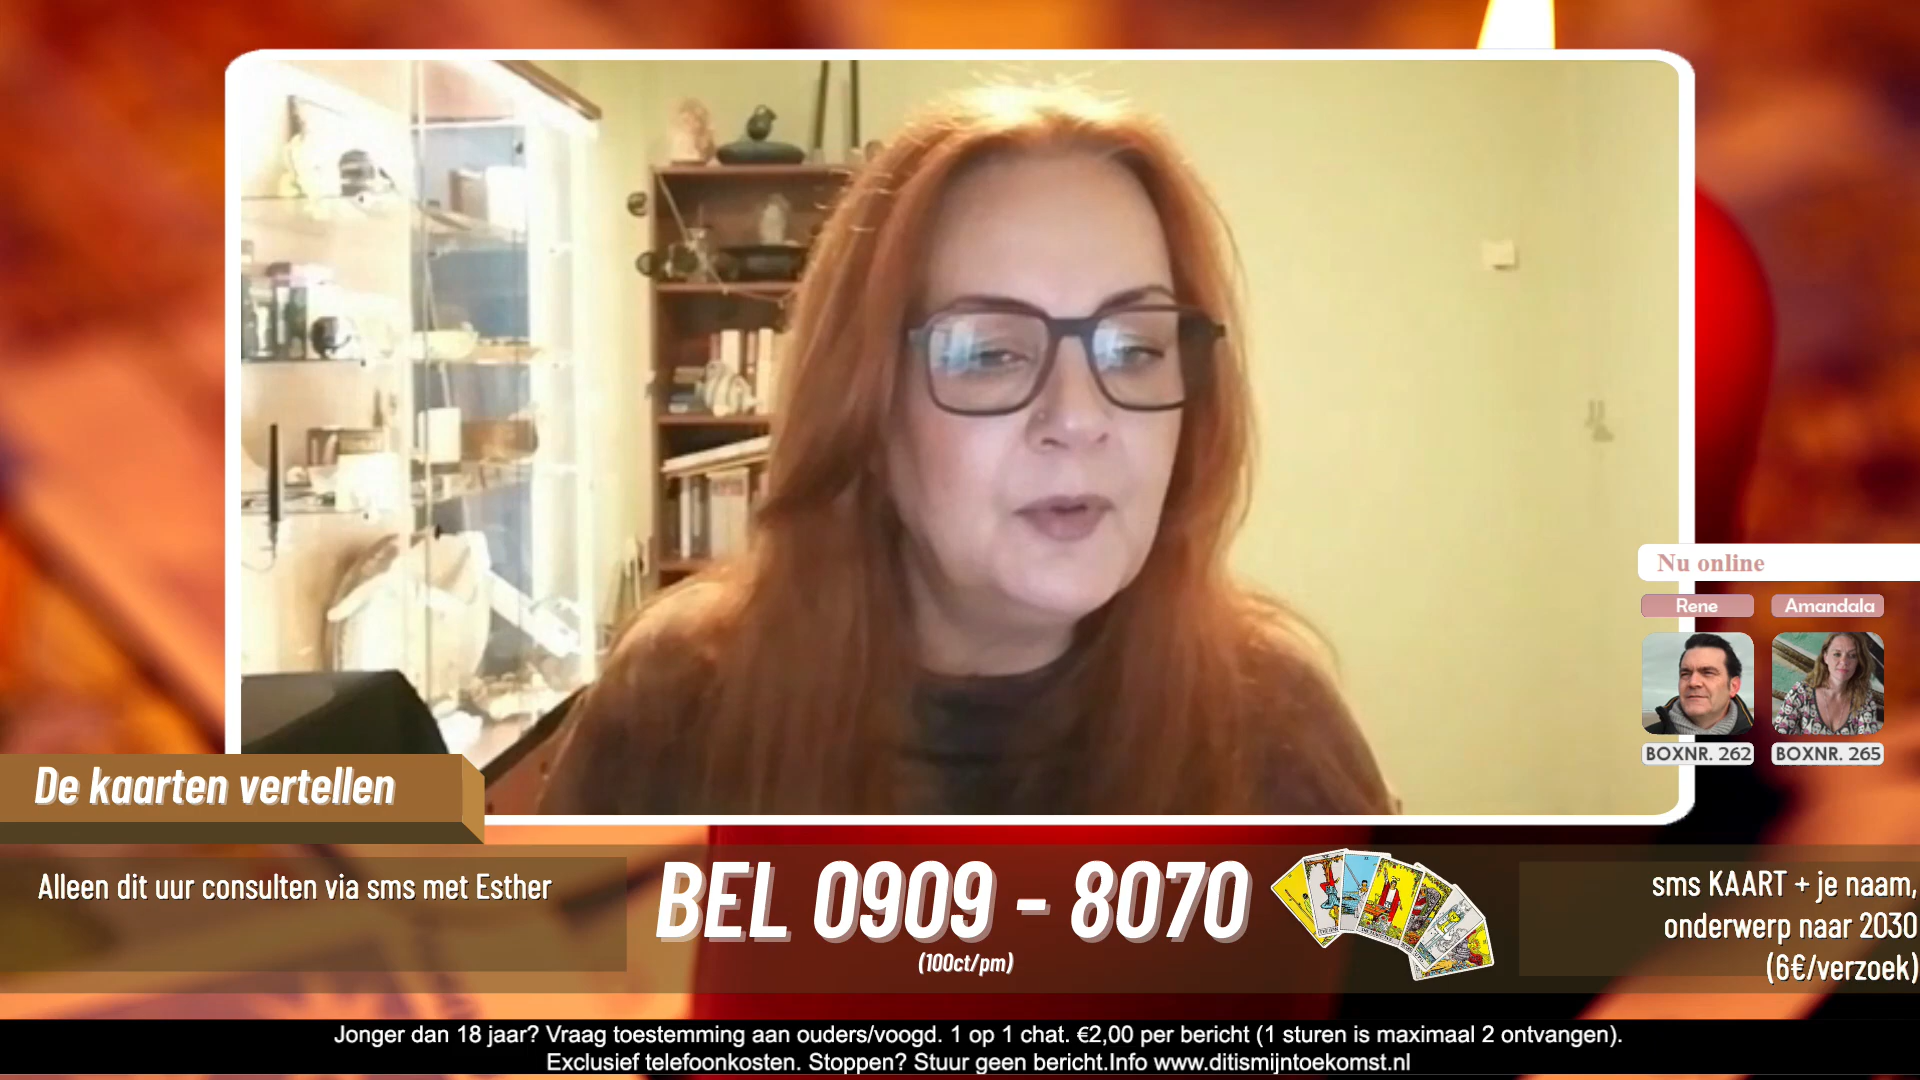 Nu online
Rene
Amandala
BOXNR. 262
BOXNR. 265
De kaarten vertellen
Alleen dit uur consulten via sms met Esther
BEL 0909 - 8070
(100ct/pm)
sms KAART + je naam,
onderwerp naar 2030
(6€/verzoek)
Jonger dan 18 jaar? Vraag toestemming aan ouders/voogd. 1 op 1 chat. €2,00 per bericht (1 sturen is maximaal 2 ontvangen).
Exclusief telefoonkosten. Stoppen? Stuur geen bericht.Info www.ditismijntoekomst.nl